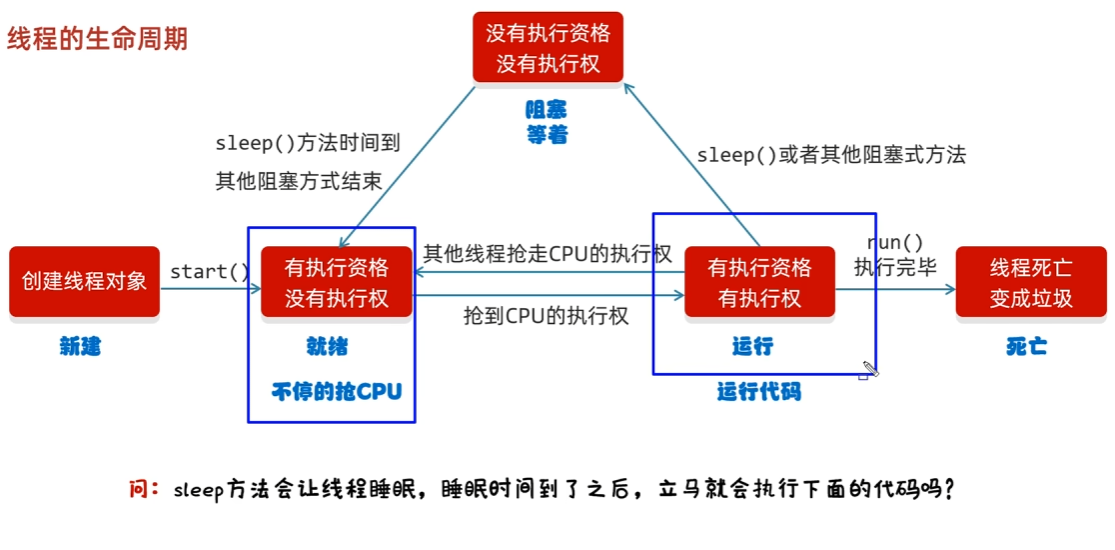 线程的生命周期
没有执行资格
没有执行权
阻塞
等着
sleep()方法时间到
其他阻塞方式结束
sleep()或者其他阻塞式方法
创建线程对象
新建
start()
有执行资格
没有执行权
就绪
不停的抢CPU
其他线程抢走CPU的执行权
抢到CPU的执行权
有执行资格
有执行权
运行
运行代码
run()
执行完毕
线程死亡
变成垃圾
死亡
问：sleep方法会让线程睡眠，睡眠时间到了之后，立马就会执行下面的代码吗？